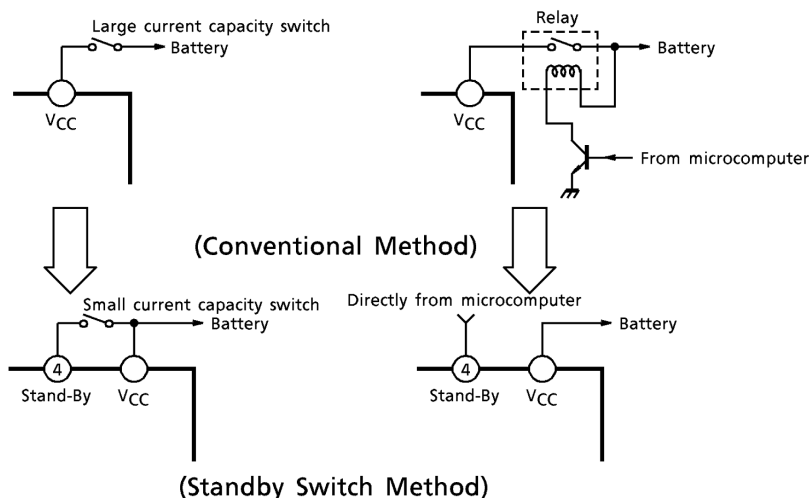 Large current capacity switch
Battery
VCC
Relay
Battery
VCC
From microcomputer
(Conventional Method)
Small current capacity switch
Battery
4
Stand-By
VCC
Directly from microcomputer
Battery
4
Stand-By
VCC
(Standby Switch Method)